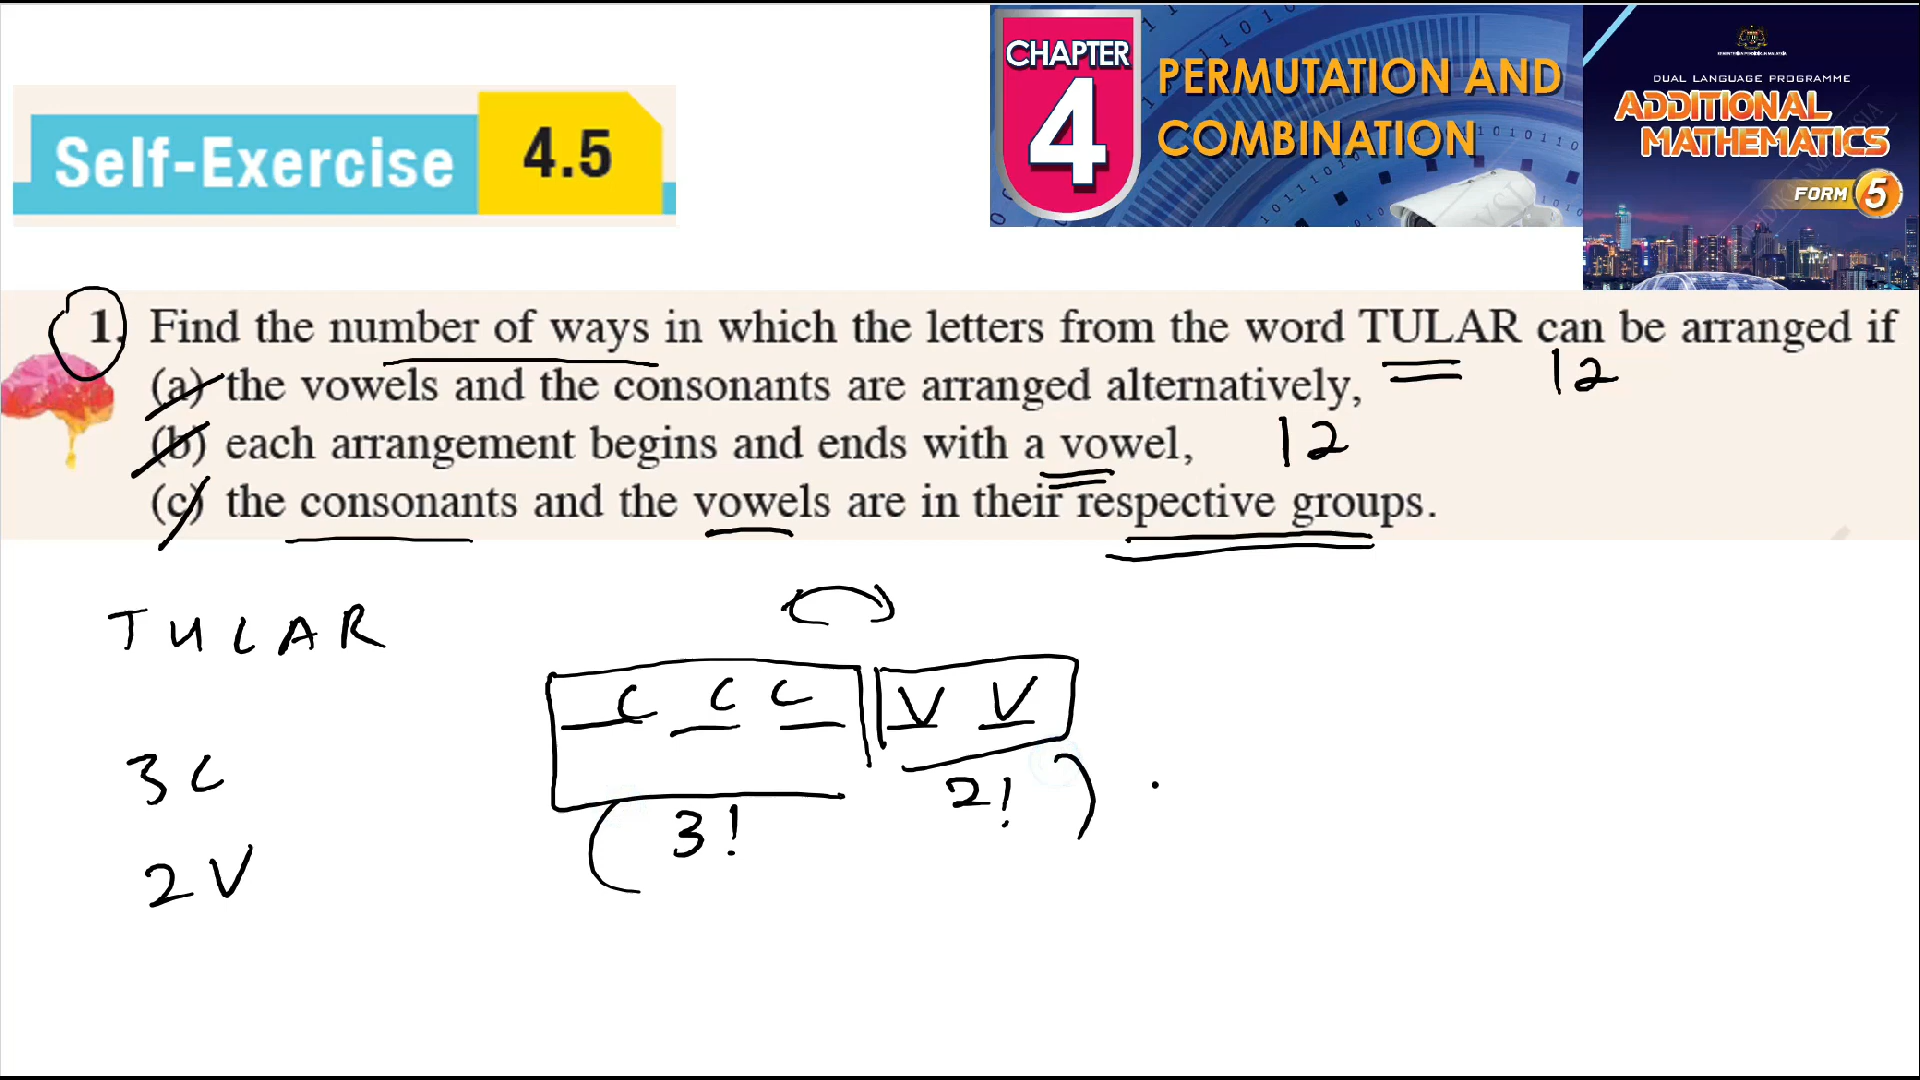 CHAPTER
4
PERMUTATION AND
COMBINATION
DUAL LANGUAGE PROGRAMME
ADDITIONAL
MATHEMATICS
FORM 5
Self-Exercise 4.5
1. Find the number of ways in which the letters from the word TULAR can be arranged if
(a) the vowels and the consonants are arranged alternatively, 12
(b) each arrangement begins and ends with a vowel, 12
(c) the consonants and the vowels are in their respective groups.
TULAR
C C C V V
3C
( 3! 2! ) .
2V